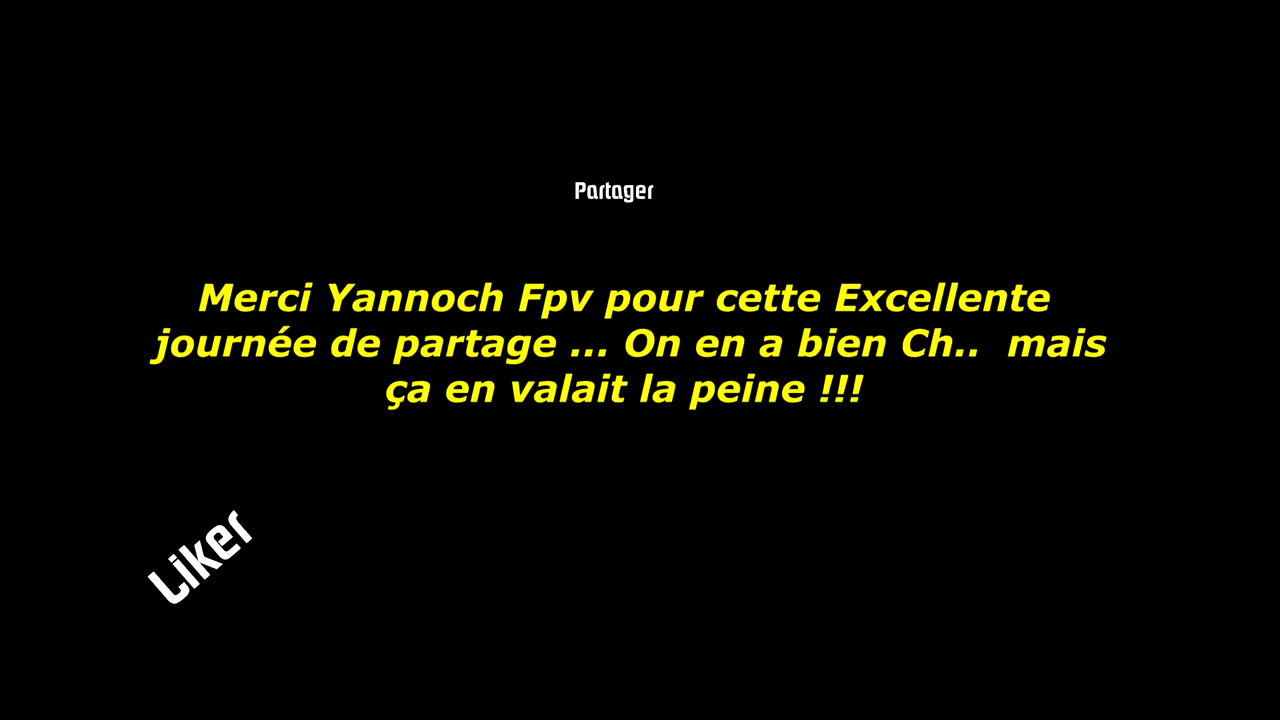 Partager
Merci Yannoch Fpv pour cette Excellente
journée de partage ... On en a bien Ch..  mais
ça en valait la peine !!!
Liker